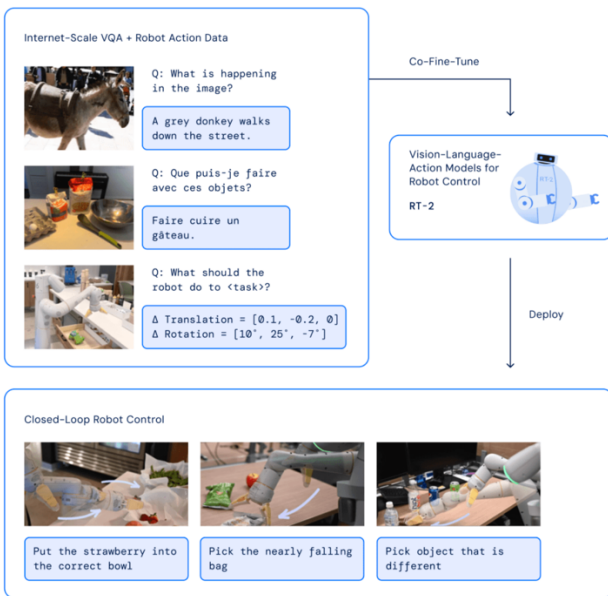 Internet-Scale VQA + Robot Action Data
Co-Fine-Tune
Q: What is happening
in the image?
A grey donkey walks
down the street.
Q: Que puis-je faire
avec ces objets?
Faire cuire un
gâteau.
Q: What should the
robot do to <task>?
Δ Translation = [0.1, -0.2, 0]
Δ Rotation = [10°, 25°, -7°]
Vision-Language-
Action Models for
Robot Control
RT-2
RT-2
Deploy
Closed-Loop Robot Control
Put the strawberry into
the correct bowl
Pick the nearly falling
bag
Pick object that is
different